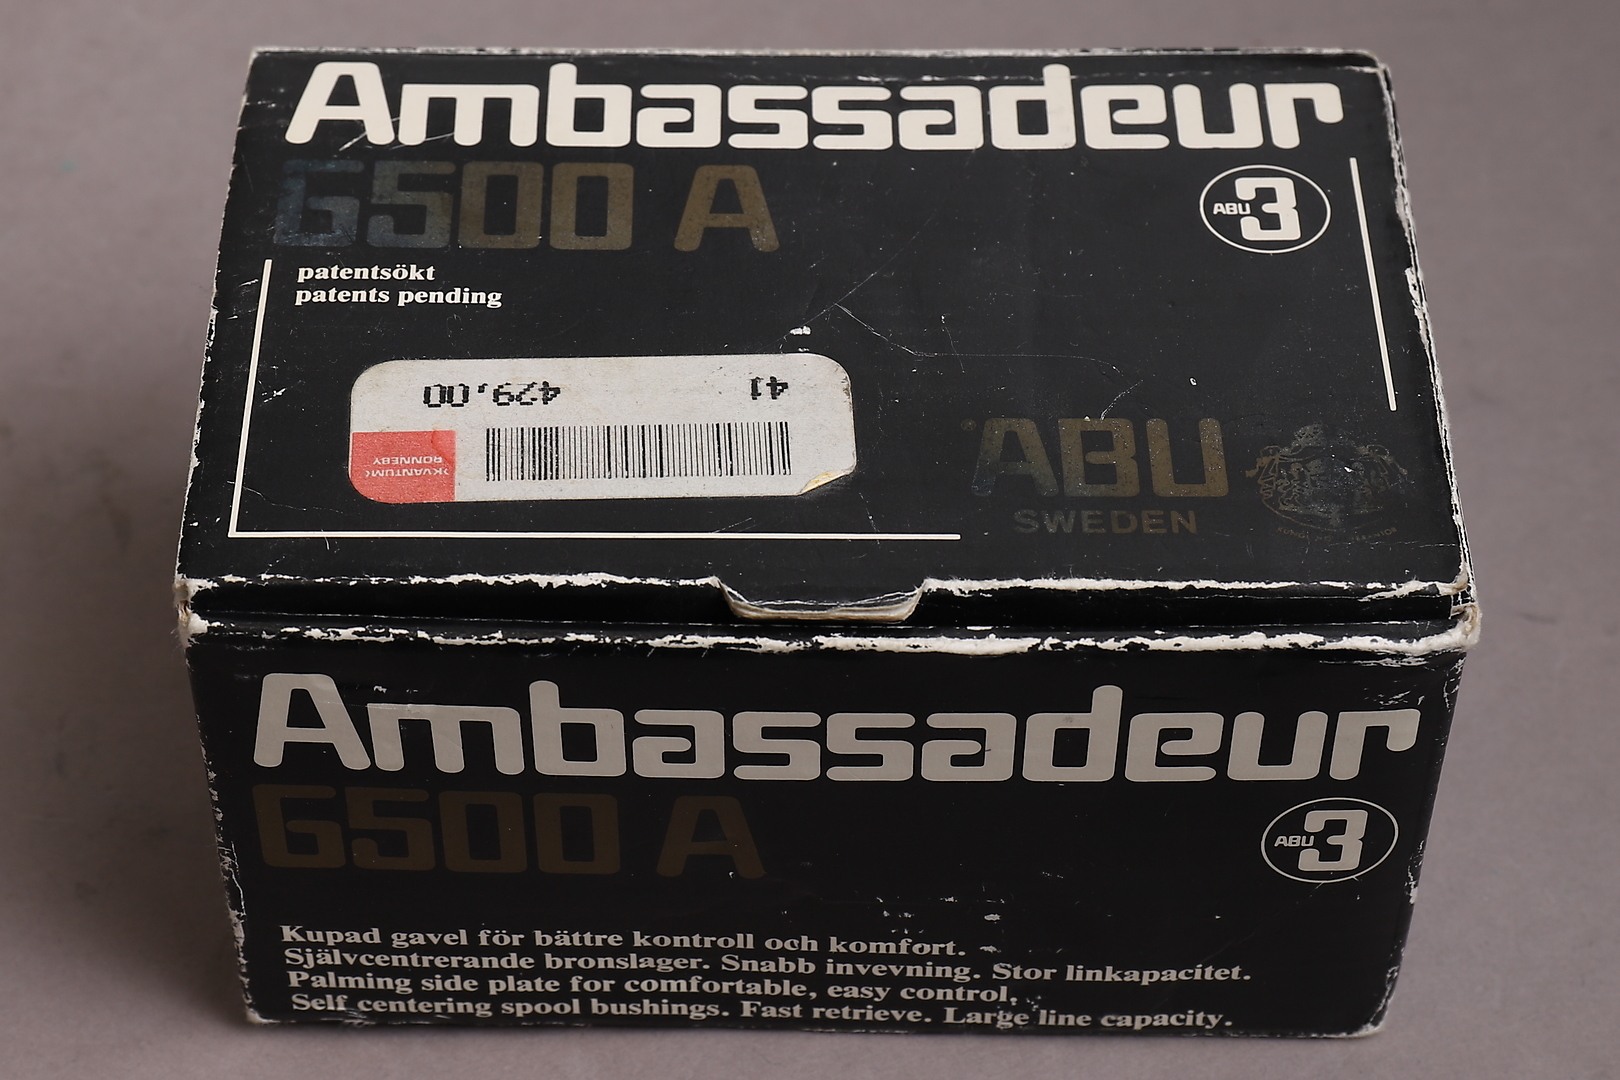 Ambassadeur
6500 A
ABU 3
patentsökt
patents pending
429,00
41
›KVANTUM‹
RONNEBY
ABU
SWEDEN
Ambassadeur
6500 A
ABU 3
Kupad gavel för bättre kontroll och komfort.
Självcentrerande bronslager. Snabb invevning. Stor linkapacitet.
Palming side plate for comfortable, easy control.
Self centering spool bushings. Fast retrieve. Large line capacity.